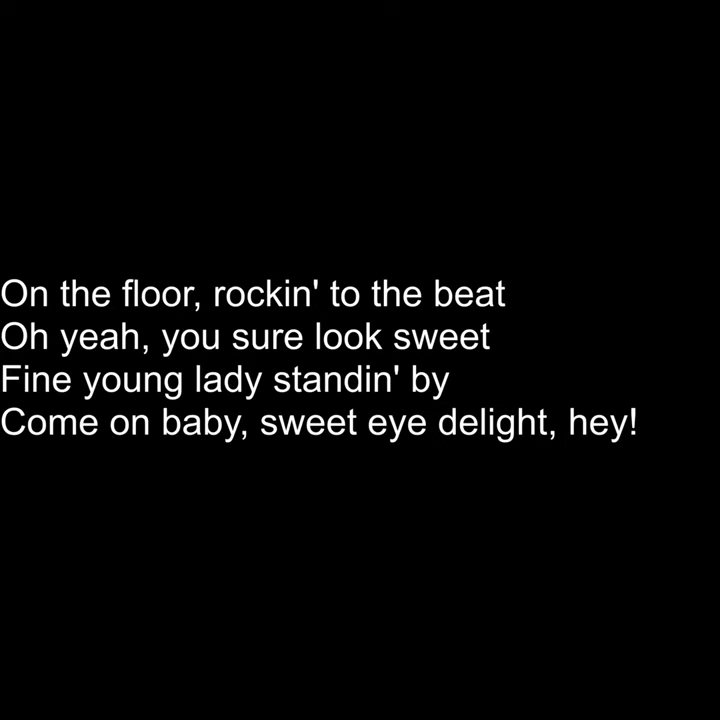 On the floor, rockin' to the beat
Oh yeah, you sure look sweet
Fine young lady standin' by
Come on baby, sweet eye delight, hey!